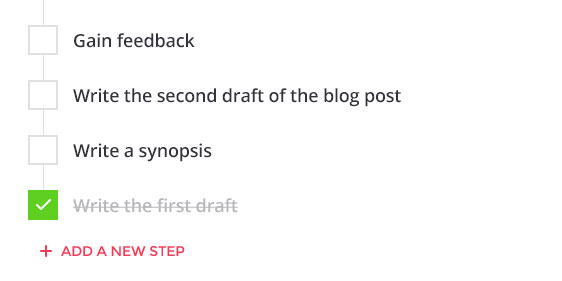 Gain feedback
Write the second draft of the blog post
Write a synopsis
Write the first draft
+ ADD A NEW STEP